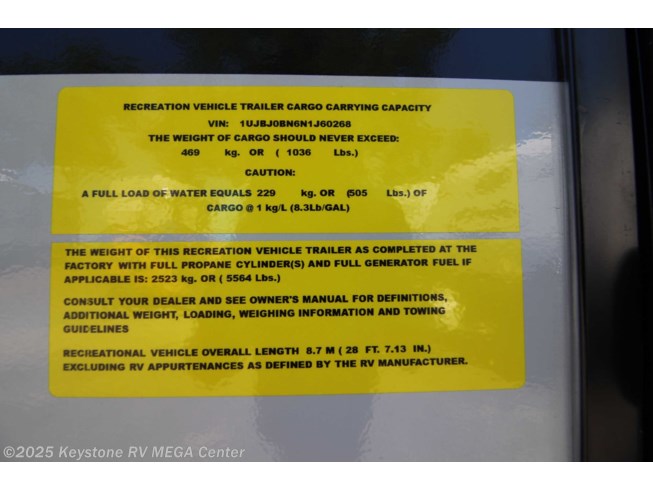 RECREATION VEHICLE TRAILER CARGO CARRYING CAPACITY
VIN: 1UJBJ0BN6N1J60268
THE WEIGHT OF CARGO SHOULD NEVER EXCEED:
469 kg. OR ( 1036 Lbs.)
CAUTION:
A FULL LOAD OF WATER EQUALS 229 kg. OR (505 Lbs.) OF
CARGO @ 1 kg/L (8.3Lb/GAL)
THE WEIGHT OF THIS RECREATION VEHICLE TRAILER AS COMPLETED AT THE
FACTORY WITH FULL PROPANE CYLINDER(S) AND FULL GENERATOR FUEL IF
APPLICABLE IS: 2523 kg. OR ( 5564 Lbs.)
CONSULT YOUR DEALER AND SEE OWNER'S MANUAL FOR DEFINITIONS,
ADDITIONAL WEIGHT, LOADING, WEIGHING INFORMATION AND TOWING
GUIDELINES
RECREATIONAL VEHICLE OVERALL LENGTH 8.7 M ( 28 FT. 7.13 IN.)
EXCLUDING RV APPURTENANCES AS DEFINED BY THE RV MANUFACTURER.
©2025 Keystone RV MEGA Center